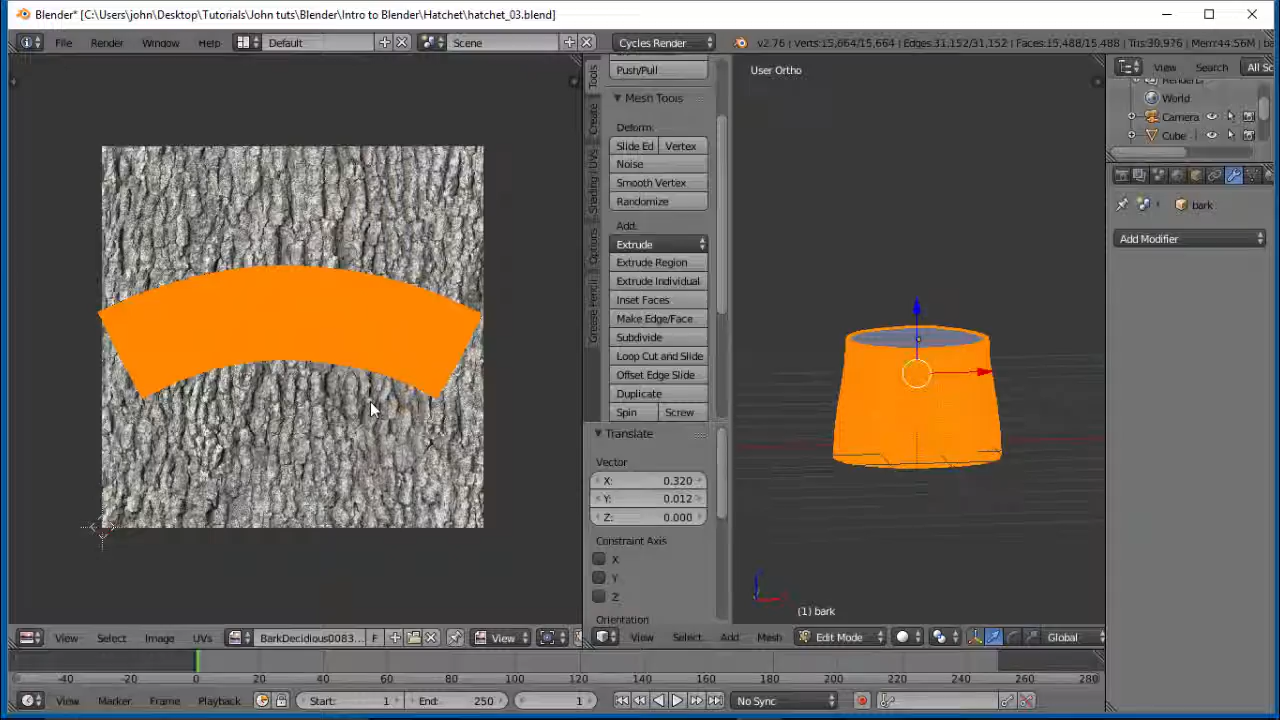 Blender* [C:\Users\john\Desktop\Tutorials\John tuts\Blender\Intro to Blender\Hatchet\hatchet_03.blend]
File Render Window Help Default Scene Cycles Render v2.76 | Verts:15,664/15,664 | Edges:31,152/31,152 | Faces:15,488/15,488 | Tris:30,976 | Mem:44.56M | ba
Push/Pull
Mesh Tools
Deform:
Slide Ed Vertex
Noise
Smooth Vertex
Randomize
Add:
Extrude
Extrude Region
Extrude Individual
Inset Faces
Make Edge/Face
Subdivide
Loop Cut and Slide
Offset Edge Slide
Duplicate
Spin Screw
Translate
Vector
X: 0.320
Y: 0.012
Z: 0.000
Constraint Axis
X
Y
Z
Orientation
Tools
Create
Shading / UVs
Options
Grease Pencil
User Ortho
(1) bark
View Search All Sc
World
Camera
Cube
bark
Add Modifier
View Select Image UVs BarkDecidious0083... F View
View Select Add Mesh Edit Mode Global
-40 -20 0 20 40 60 80 100 120 140 160 180 200 220 240 260 280
View Marker Frame Playback Start: 1 End: 250 1 No Sync